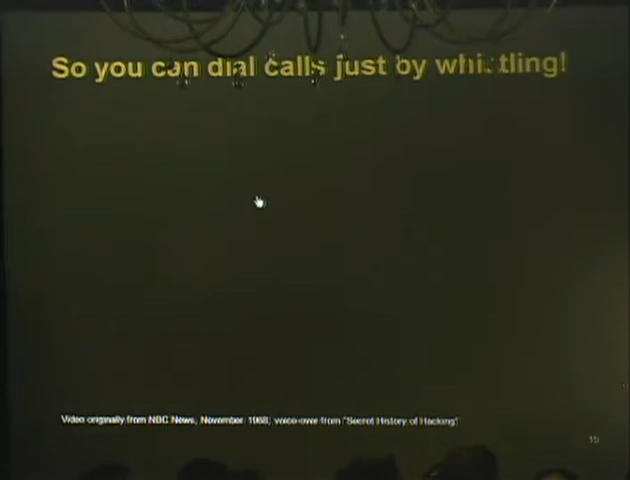 So you can dial calls just by whistling!
Video originally from NBC News, November 1968; voice-over from "Secret History of Hacking"